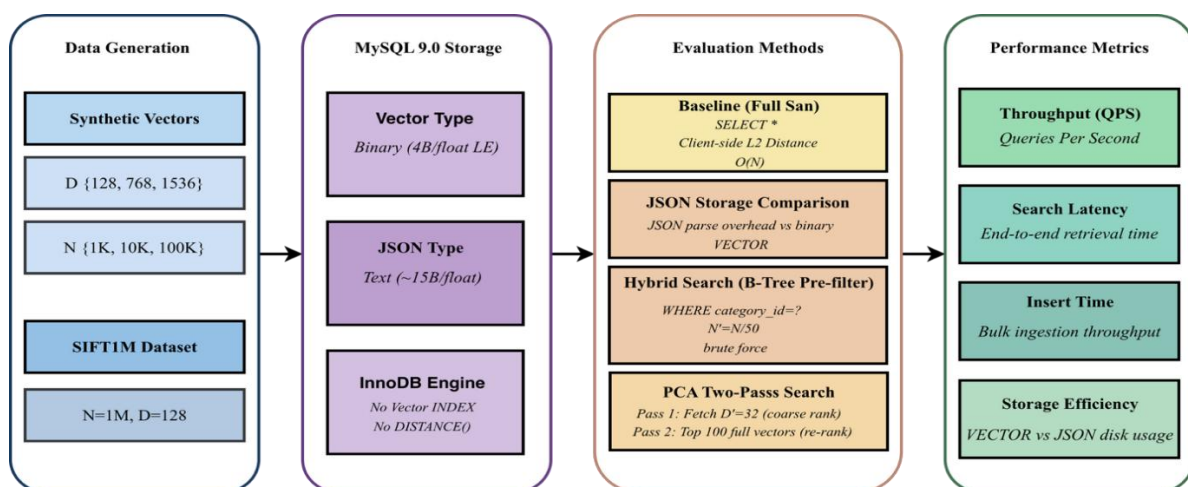 Data Generation
Synthetic Vectors
D {128, 768, 1536}
N {1K, 10K, 100K}
SIFT1M Dataset
N=1M, D=128
MySQL 9.0 Storage
Vector Type
Binary (4B/float LE)
JSON Type
Text (~15B/float)
InnoDB Engine
No Vector INDEX
No DISTANCE()
Evaluation Methods
Baseline (Full San)
SELECT *
Client-side L2 Distance
O(N)
JSON Storage Comparison
JSON parse overhead vs binary
VECTOR
Hybrid Search (B-Tree Pre-filter)
WHERE category_id=?
N'=N/50
brute force
PCA Two-Passs Search
Pass 1: Fetch D'=32 (coarse rank)
Pass 2: Top 100 full vectors (re-rank)
Performance Metrics
Throughput (QPS)
Queries Per Second
Search Latency
End-to-end retrieval time
Insert Time
Bulk ingestion throughput
Storage Efficiency
VECTOR vs JSON disk usage